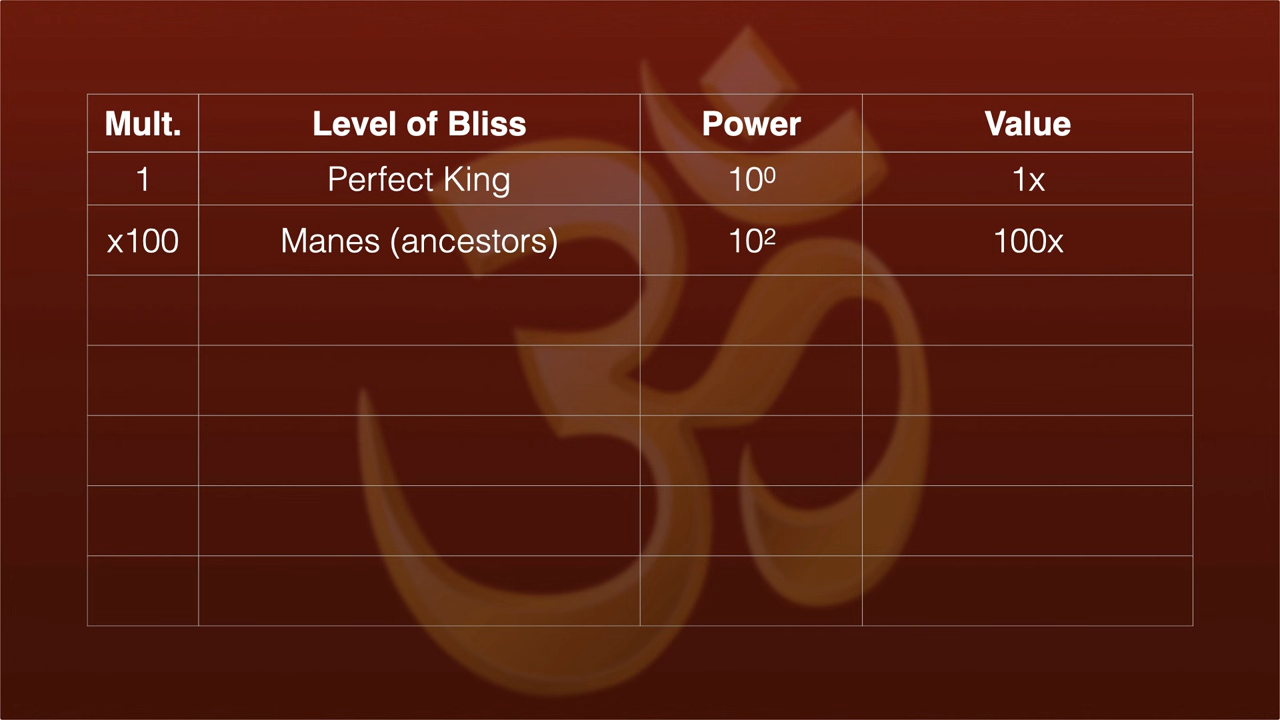 Mult. Level of Bliss Power Value
1 Perfect King 10⁰ 1x
x100 Manes (ancestors) 10² 100x
ॐ